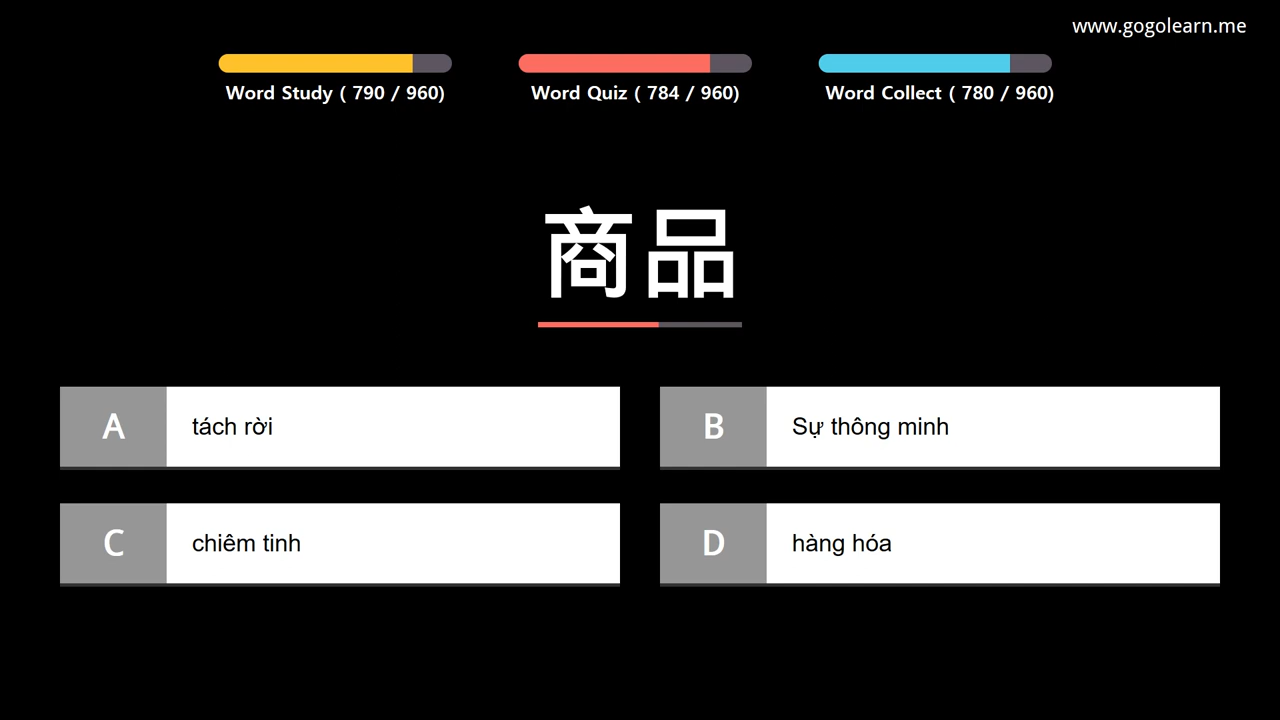 www.gogolearn.me
Word Study ( 790 / 960)
Word Quiz ( 784 / 960)
Word Collect ( 780 / 960)
商品
A tách rời
B Sự thông minh
C chiêm tinh
D hàng hóa